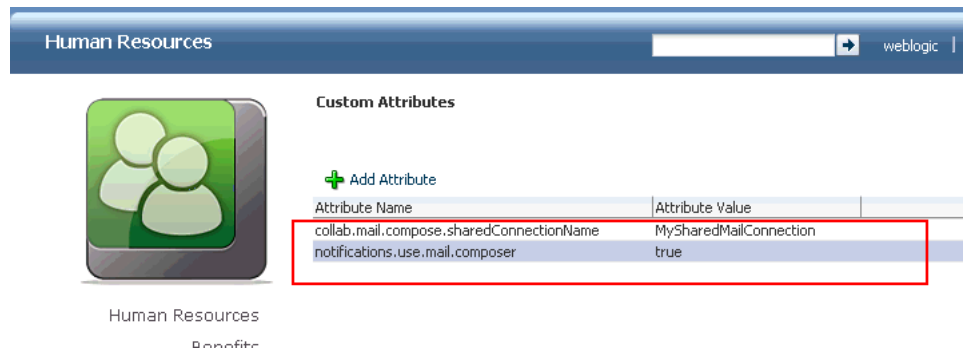 Human Resources
weblogic |
Custom Attributes
Add Attribute
Attribute Name Attribute Value
collab.mail.compose.sharedConnectionName MySharedMailConnection
notifications.use.mail.composer true
Human Resources
Benefits